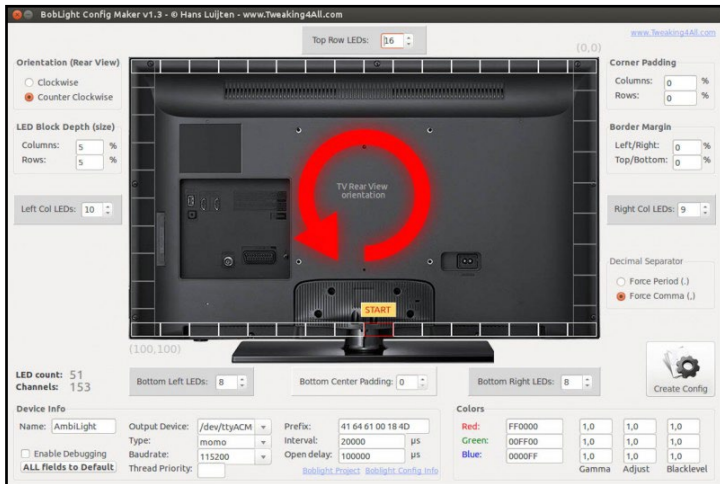 BobLight Config Maker v1.3 - © Hans Luijten - www.Tweaking4All.com
Top Row LEDs: 16
www.Tweaking4All.com
(0,0)
Orientation (Rear View)
Clockwise
Counter Clockwise
Corner Padding
Columns: 0 %
Rows: 0 %
LED Block Depth (size)
Columns: 5 %
Rows: 5 %
Border Margin
Left/Right: 0 %
Top/Bottom: 0 %
TV Rear View
orientation
Left Col LEDs: 10
Right Col LEDs: 9
Decimal Separator
Force Period (.)
Force Comma (,)
START
(100,100)
LED count: 51
Channels: 153
Bottom Left LEDs: 8
Bottom Center Padding: 0
Bottom Right LEDs: 8
Create Config
Device Info
Name: AmbiLight
Enable Debugging
ALL fields to Default
Output Device: /dev/ttyACM
Type: momo
Baudrate: 115200
Thread Priority:
Prefix: 41 64 61 00 18 4D
Interval: 20000 µs
Open delay: 100000 µs
Boblight Project Boblight Config Info
Colors
Red: FF0000 1,0 1,0 1,0
Green: 00FF00 1,0 1,0 1,0
Blue: 0000FF 1,0 1,0 1,0
Gamma Adjust Blacklevel